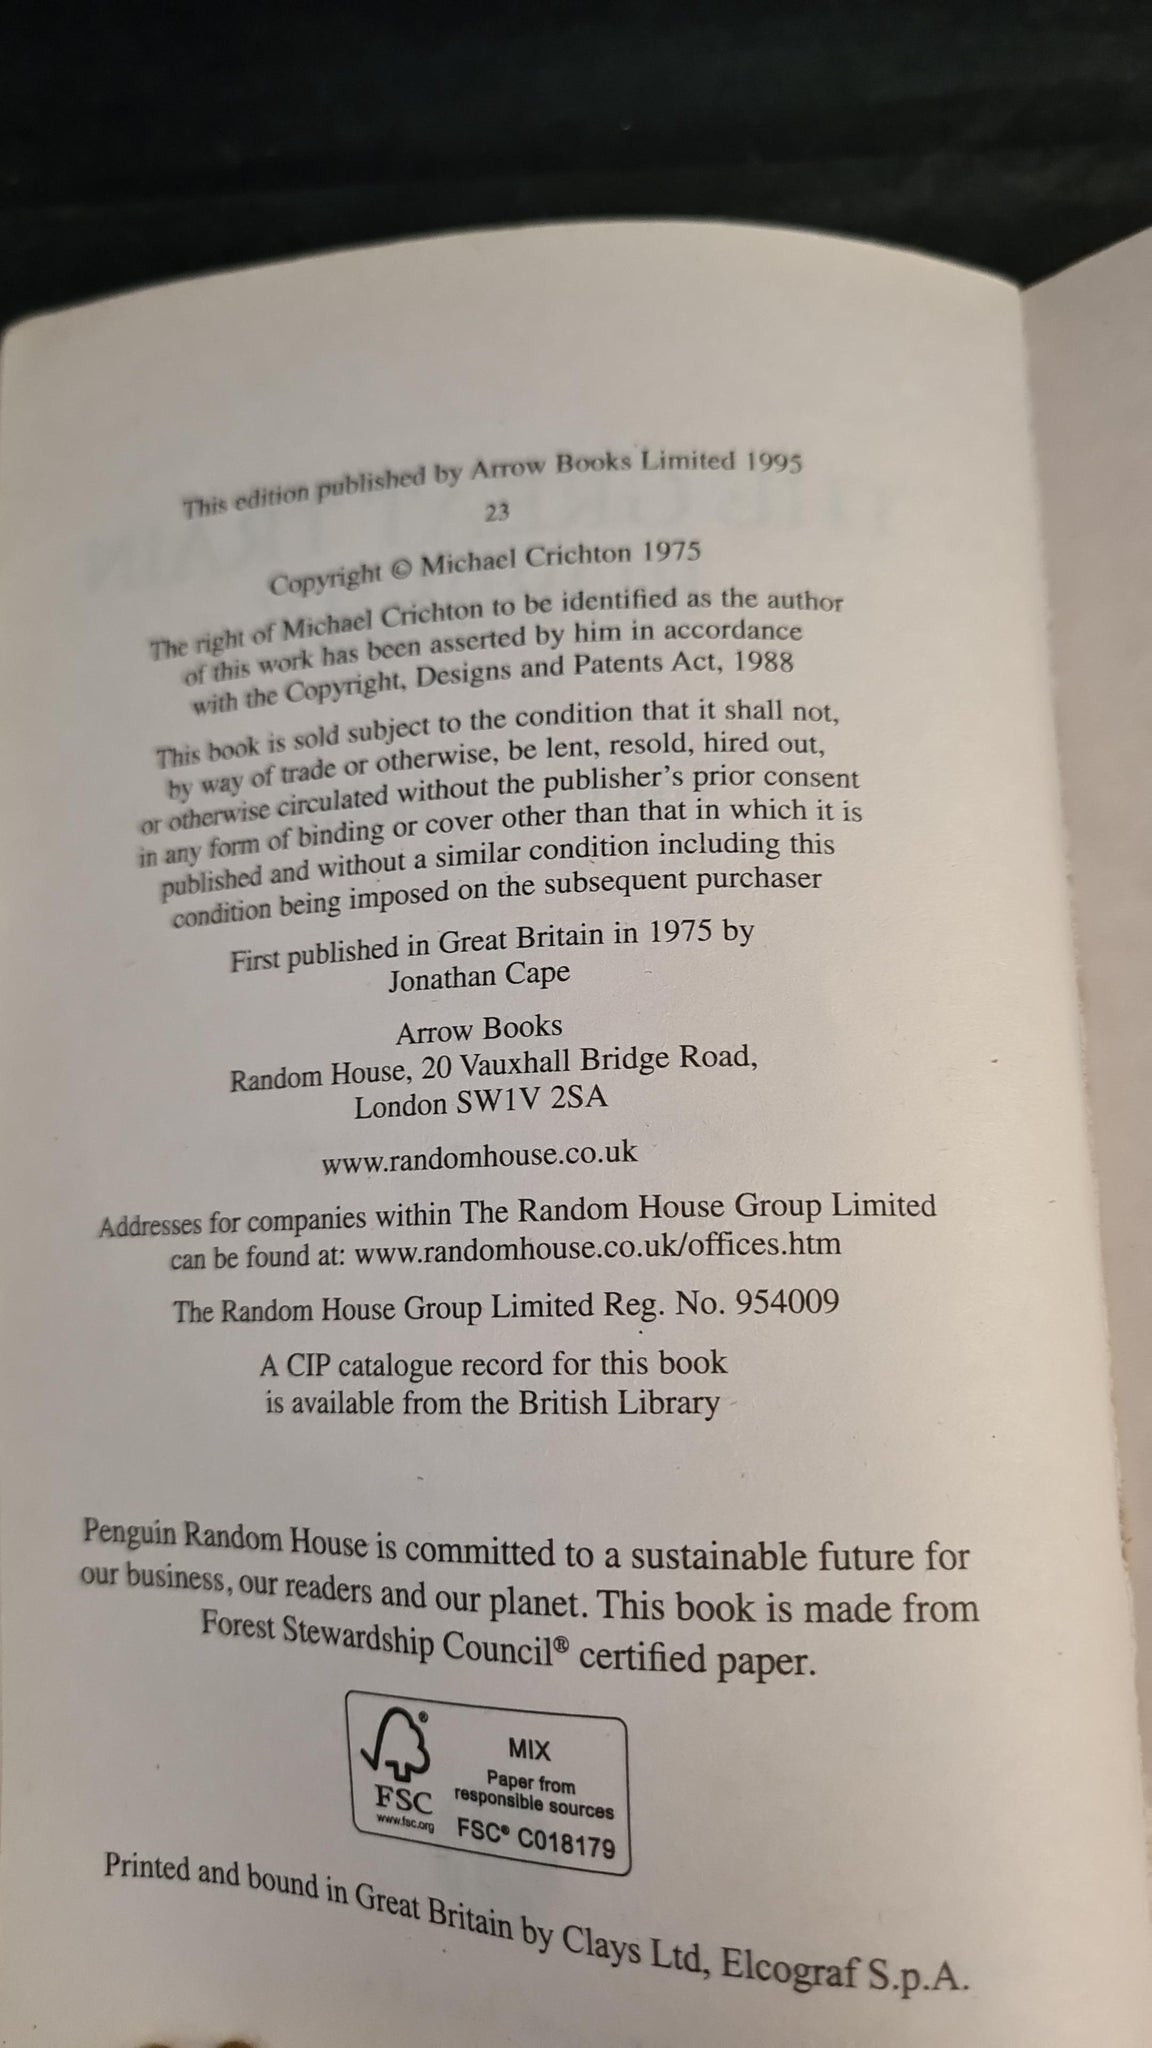 This edition published by Arrow Books Limited 1995
23
Copyright © Michael Crichton 1975
The right of Michael Crichton to be identified as the author
of this work has been asserted by him in accordance
with the Copyright, Designs and Patents Act, 1988
This book is sold subject to the condition that it shall not,
by way of trade or otherwise, be lent, resold, hired out,
or otherwise circulated without the publisher's prior consent
in any form of binding or cover other than that in which it is
published and without a similar condition including this
condition being imposed on the subsequent purchaser
First published in Great Britain in 1975 by
Jonathan Cape
Arrow Books
Random House, 20 Vauxhall Bridge Road,
London SW1V 2SA
www.randomhouse.co.uk
Addresses for companies within The Random House Group Limited
can be found at: www.randomhouse.co.uk/offices.htm
The Random House Group Limited Reg. No. 954009
A CIP catalogue record for this book
is available from the British Library
Penguin Random House is committed to a sustainable future for
our business, our readers and our planet. This book is made from
Forest Stewardship Council® certified paper.
®
FSC
www.fsc.org
MIX
Paper from
responsible sources
FSC® C018179
Printed and bound in Great Britain by Clays Ltd, Elcograf S.p.A.